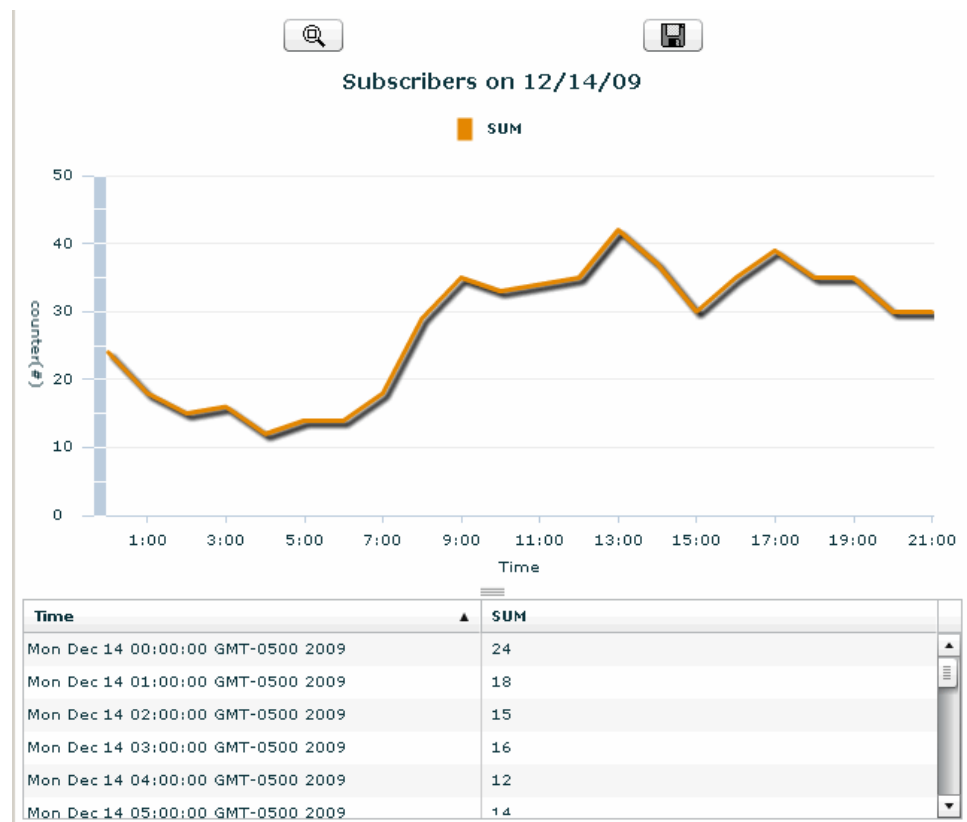 Subscribers on 12/14/09
SUM
50
40
30
20
10
0
counter(#)
1:00 3:00 5:00 7:00 9:00 11:00 13:00 15:00 17:00 19:00 21:00
Time
Time SUM
Mon Dec 14 00:00:00 GMT-0500 2009 24
Mon Dec 14 01:00:00 GMT-0500 2009 18
Mon Dec 14 02:00:00 GMT-0500 2009 15
Mon Dec 14 03:00:00 GMT-0500 2009 16
Mon Dec 14 04:00:00 GMT-0500 2009 12
Mon Dec 14 05:00:00 GMT-0500 2009 14